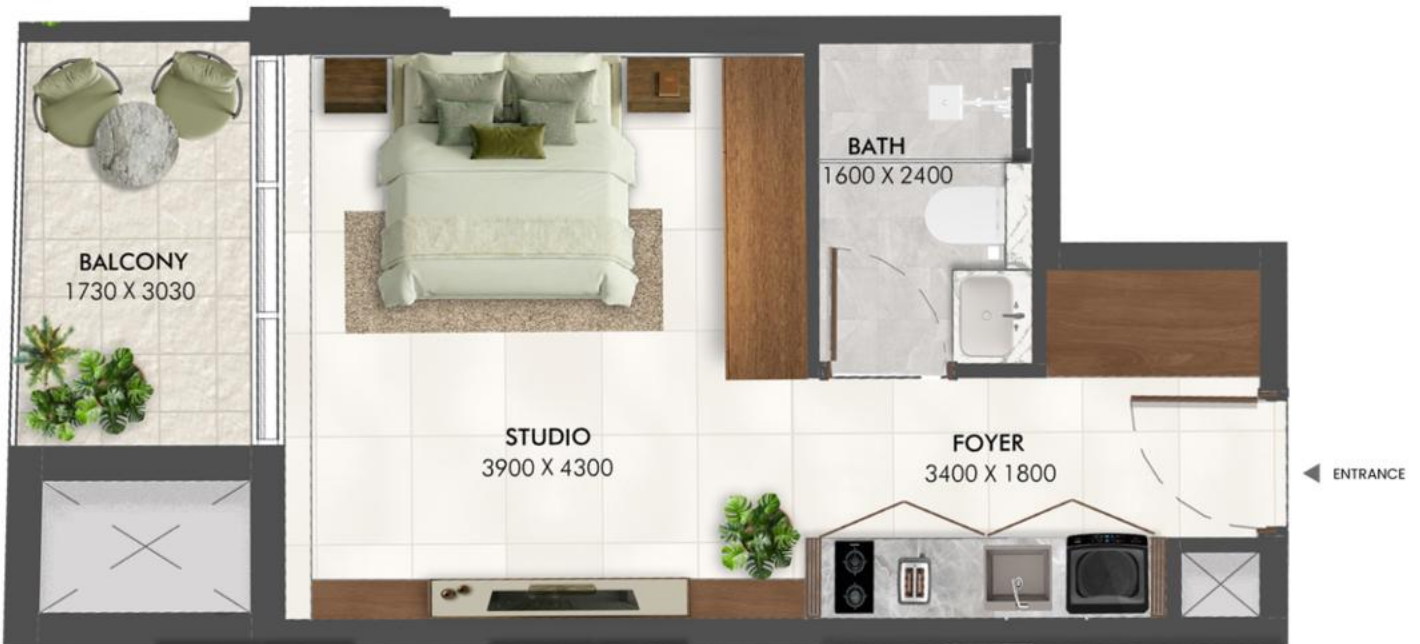 BATH
1600 X 2400
BALCONY
1730 X 3030
STUDIO
3900 X 4300
FOYER
3400 X 1800
ENTRANCE